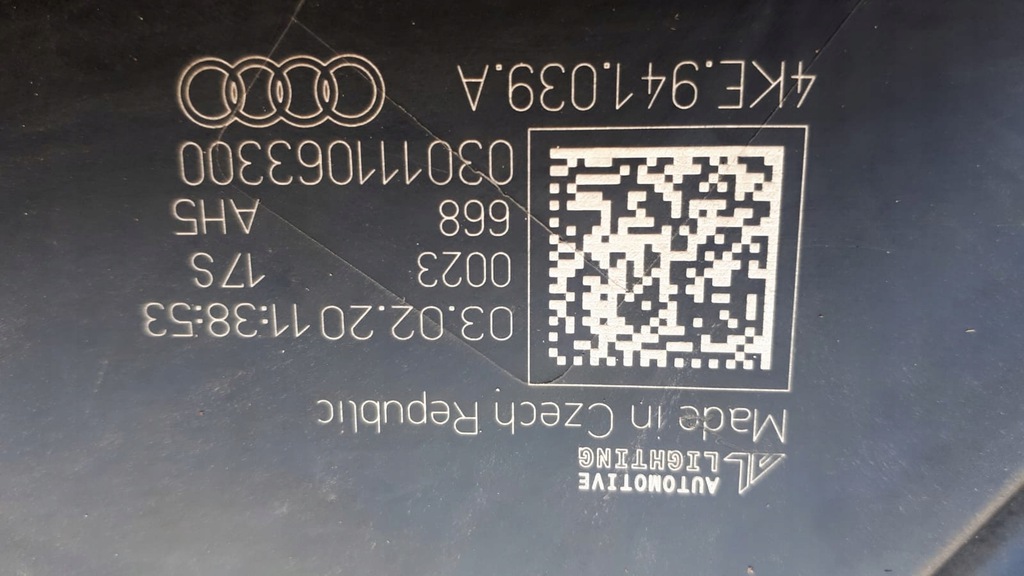 AL AUTOMOTIVE
LIGHTING
Made in Czech Republic
03.02.20 11:38:53
0023 17S
668 AH5
030111063300
4KE.941.039.A